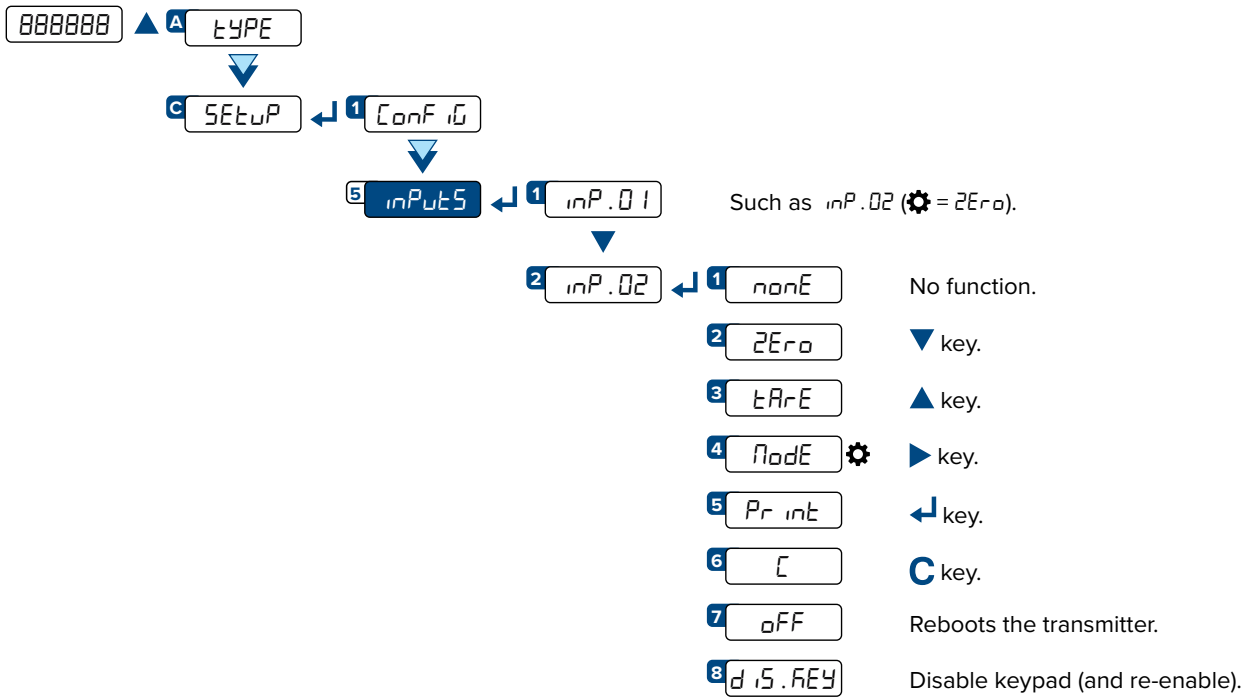 888888 A tYPE
C SEtuP 1 ConFiG
5 inPutS 1 inP.01 Such as inP.02 ( = 2Ero).
2 inP.02 1 nonE No function.
2 2Ero key.
3 tArE key.
4 ModE key.
5 Print key.
6 C C key.
7 oFF Reboots the transmitter.
8 diS.KEY Disable keypad (and re-enable).